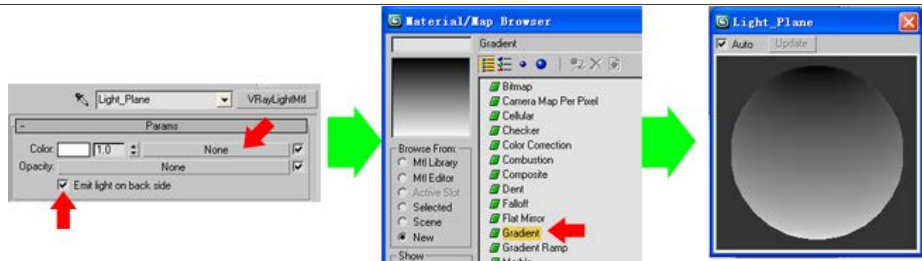 Light_Plane VRayLightMtl
- Params
Color: 1.0 None
Opacity: None
Emit light on back side
Material/Map Browser
Gradient
Browse From:
Mtl Library
Mtl Editor
Active Slot
Selected
Scene
New
Show
Bitmap
Camera Map Per Pixel
Cellular
Checker
Color Correction
Combustion
Composite
Dent
Falloff
Flat Mirror
Gradient
Gradient Ramp
Marble
Light_Plane
Auto Update